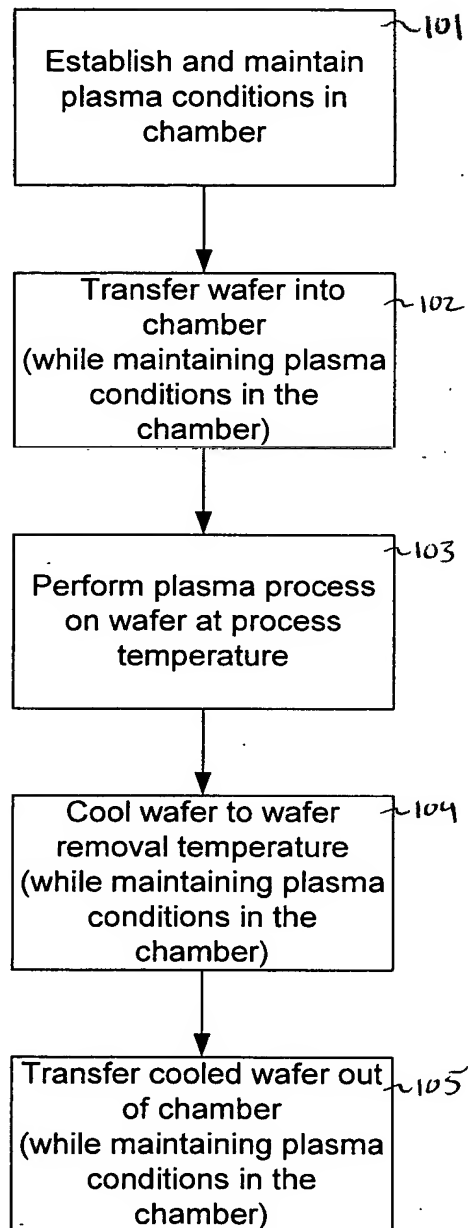 101
Establish and maintain
plasma conditions in
chamber
102
Transfer wafer into
chamber
(while maintaining plasma
conditions in the
chamber)
103
Perform plasma process
on wafer at process
temperature
104
Cool wafer to wafer
removal temperature
(while maintaining plasma
conditions in the
chamber)
105
Transfer cooled wafer out
of chamber
(while maintaining plasma
conditions in the
chamber)